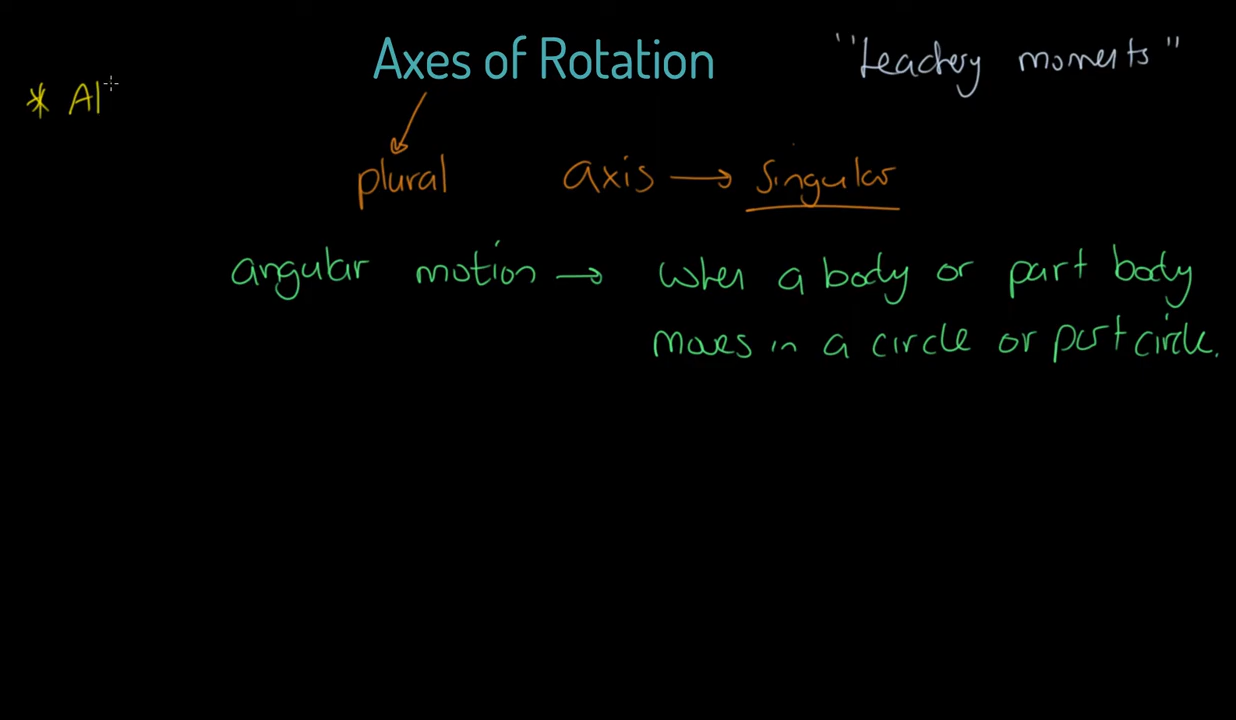 Axes of Rotation
"teachery moments"
* Al
plural axis → singular
angular motion → when a body or part body
moves in a circle or part circle.